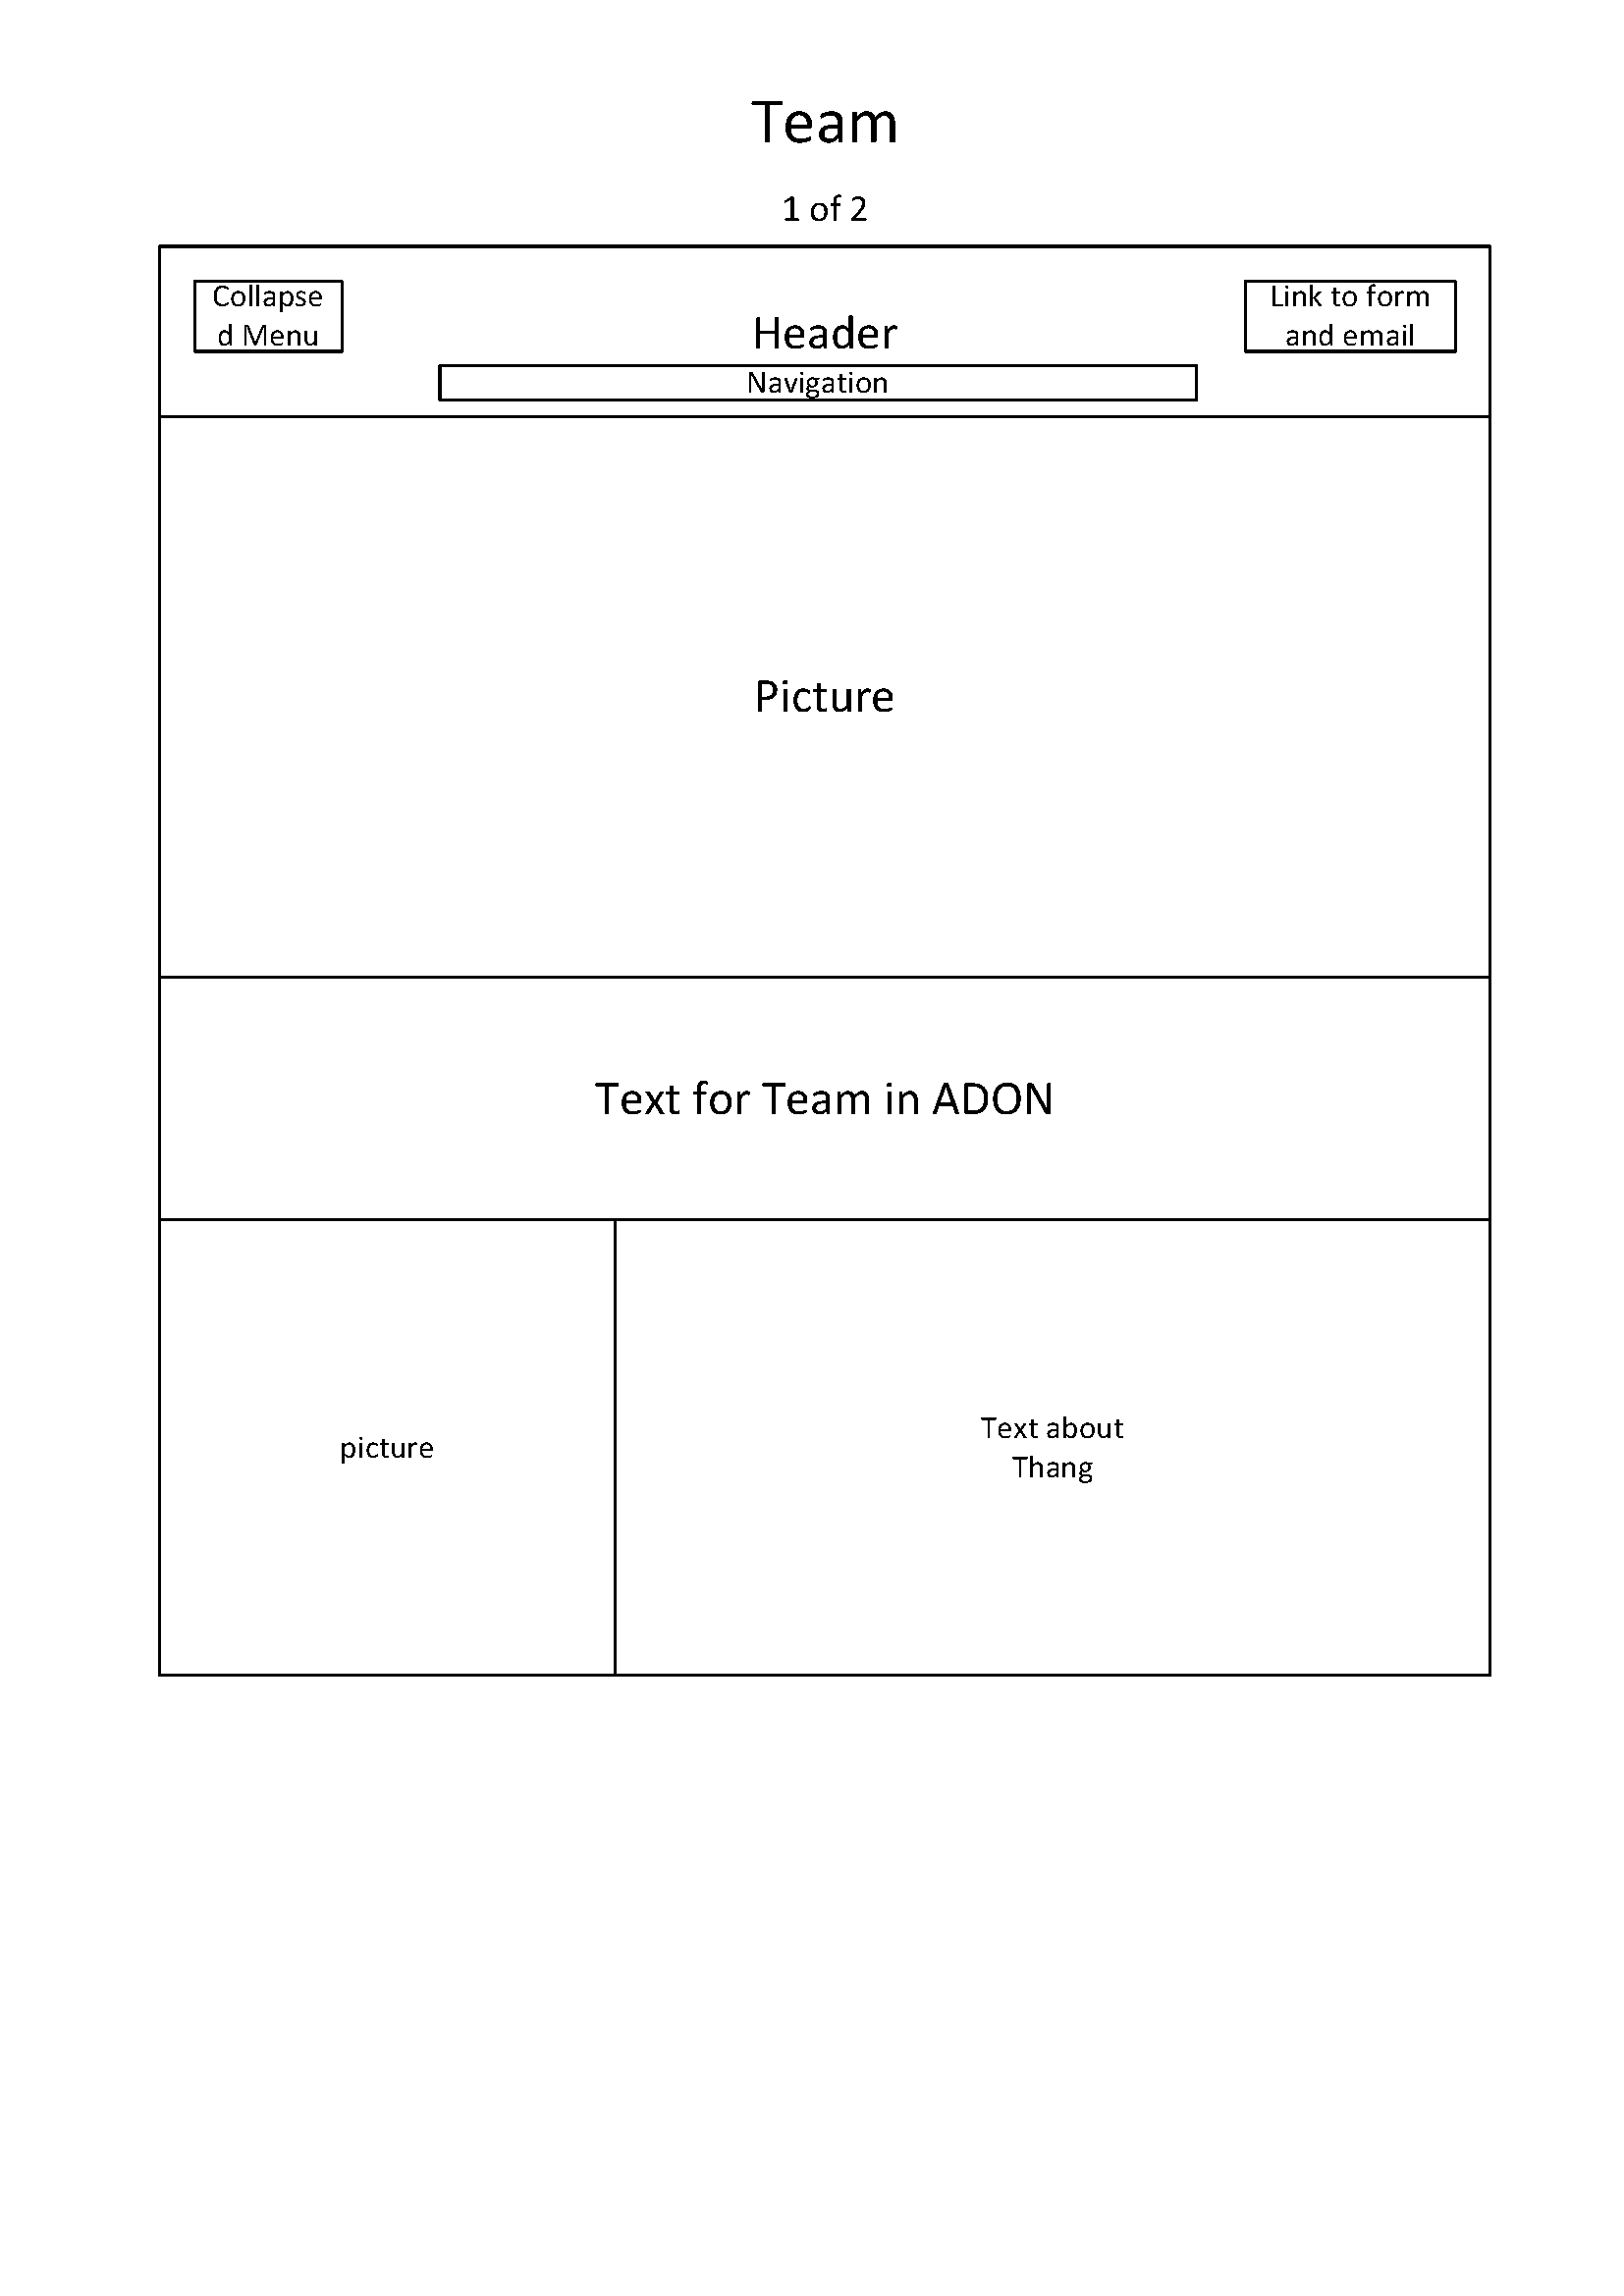 Team
1 of 2
Collapse
d Menu
Header
Link to form
and email
Navigation
Picture
Text for Team in ADON
picture
Text about
Thang